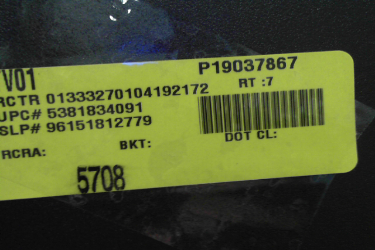 V01 P19037867
RCTR 01333270104192172 RT :7
UPC# 5381834091
SLP# 96151812779
RCRA: BKT: DOT CL:
5708